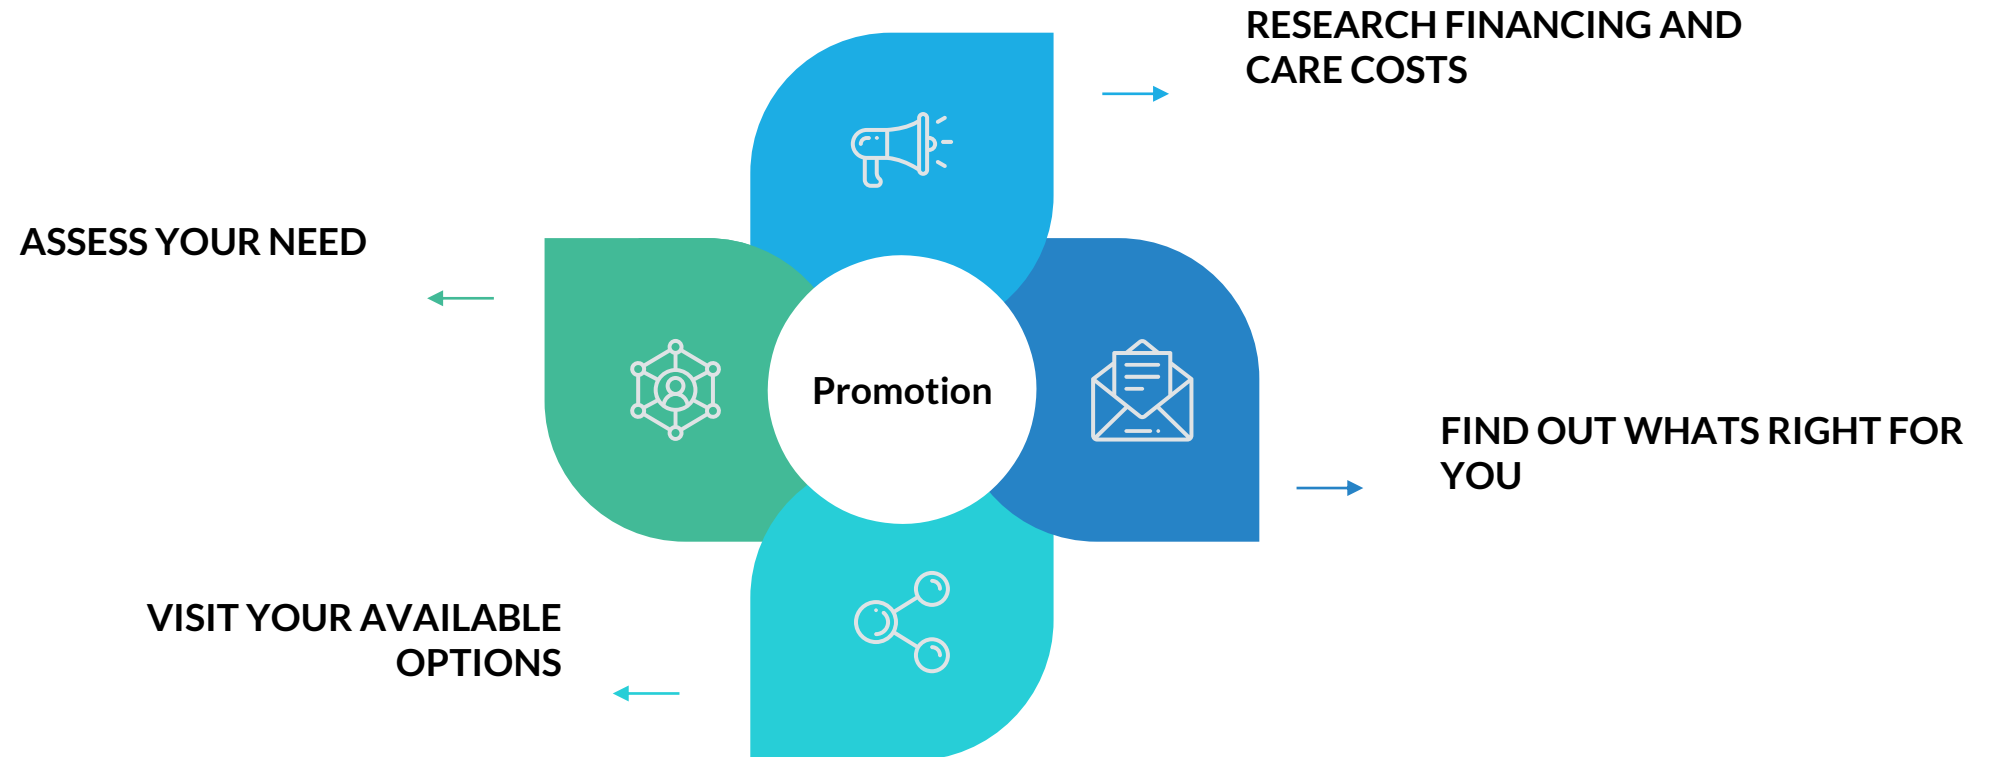 RESEARCH FINANCING AND
CARE COSTS
ASSESS YOUR NEED
Promotion
FIND OUT WHATS RIGHT FOR
YOU
VISIT YOUR AVAILABLE
OPTIONS